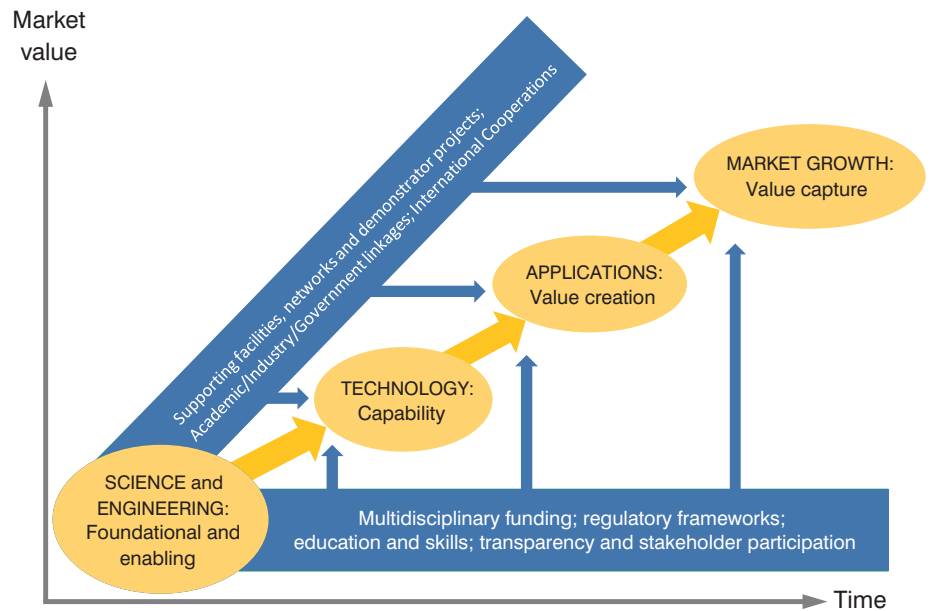 Market
value
Supporting facilities, networks and demonstrator projects;
Academic/Industry/Government linkages; International Cooperations
MARKET GROWTH:
Value capture
APPLICATIONS:
Value creation
TECHNOLOGY:
Capability
SCIENCE and
ENGINEERING:
Foundational and
enabling
Multidisciplinary funding; regulatory frameworks;
education and skills; transparency and stakeholder participation
Time